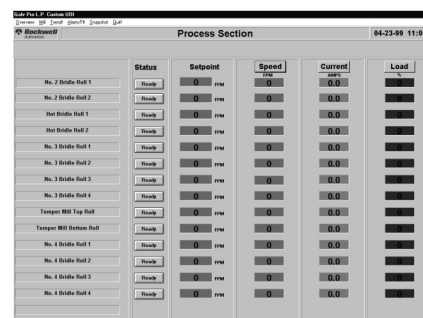 Galv Pro L.P. Custom UOI
Overview Mill Trend! Alarm/Flt Snapshot Quit
Rockwell Automation Process Section 04-23-99 11:0
Status Setpoint Speed Current Load
FPM AMPS %
No. 2 Bridle Roll 1 Ready 0 FPM 0 0.0 0
No. 2 Bridle Roll 2 Ready 0 FPM 0 0.0 0
Hot Bridle Roll 1 Ready 0 FPM 0 0.0 0
Hot Bridle Roll 2 Ready 0 FPM 0 0.0 0
No. 3 Bridle Roll 1 Ready 0 FPM 0 0.0 0
No. 3 Bridle Roll 2 Ready 0 FPM 0 0.0 0
No. 3 Bridle Roll 3 Ready 0 FPM 0 0.0 0
No. 3 Bridle Roll 4 Ready 0 FPM 0 0.0 0
Temper Mill Top Roll Ready 0 FPM 0 0.0 0
Temper Mill Bottom Roll Ready 0 FPM 0 0.0 0
No. 4 Bridle Roll 1 Ready 0 FPM 0 0.0 0
No. 4 Bridle Roll 2 Ready 0 FPM 0 0.0 0
No. 4 Bridle Roll 3 Ready 0 FPM 0 0.0 0
No. 4 Bridle Roll 4 Ready 0 FPM 0 0.0 0